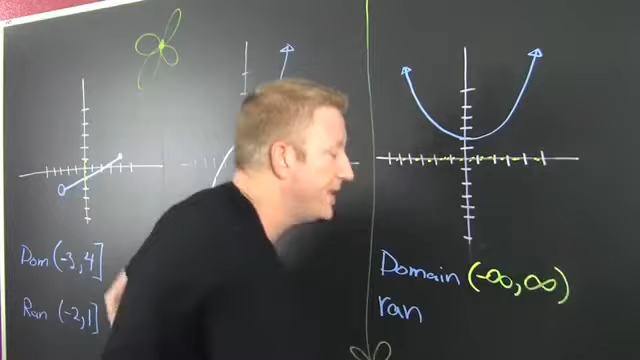 Dom (-3, 4]
Ran (-2, 1]
Domain (-∞, ∞)
ran